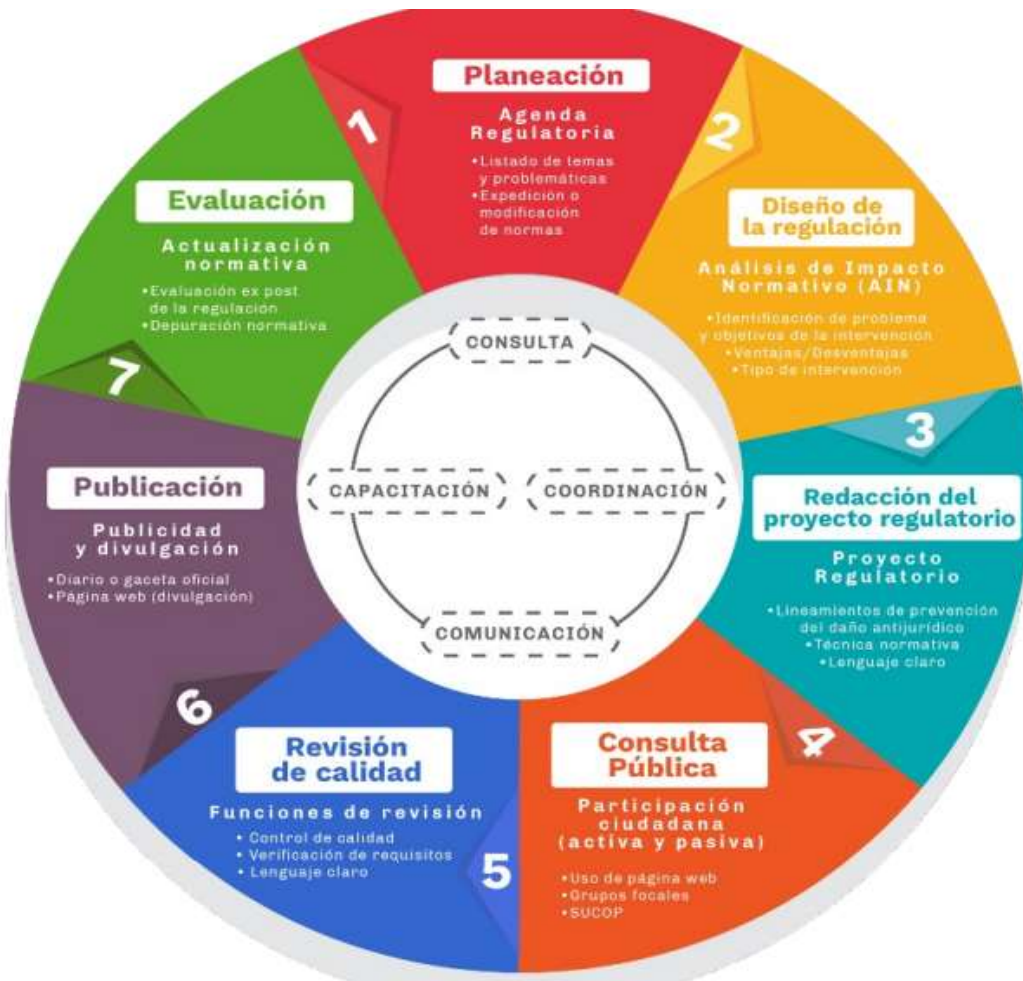 1
Planeación
Agenda
Regulatoria
•Listado de temas
y problemáticas
•Expedición o
modificación
de normas
2
Diseño de
la regulación
Análisis de Impacto
Normativo (AIN)
•Identificación de problema
y objetivos de la intervención
•Ventajas/Desventajas
•Tipo de intervención
3
Redacción del
proyecto regulatorio
Proyecto
Regulatorio
•Lineamientos de prevención
del daño antijurídico
•Técnica normativa
•Lenguaje claro
4
Consulta
Pública
Participación
ciudadana
(activa y pasiva)
•Uso de página web
•Grupos focales
•SUCOP
5
Revisión
de calidad
Funciones de revisión
• Control de calidad
• Verificación de requisitos
• Lenguaje claro
6
Publicación
Publicidad
y divulgación
•Diario o gaceta oficial
•Página web (divulgación)
7
Evaluación
Actualización
normativa
•Evaluación ex post
de la regulación
•Depuración normativa
CONSULTA
CAPACITACIÓN
COORDINACIÓN
COMUNICACIÓN